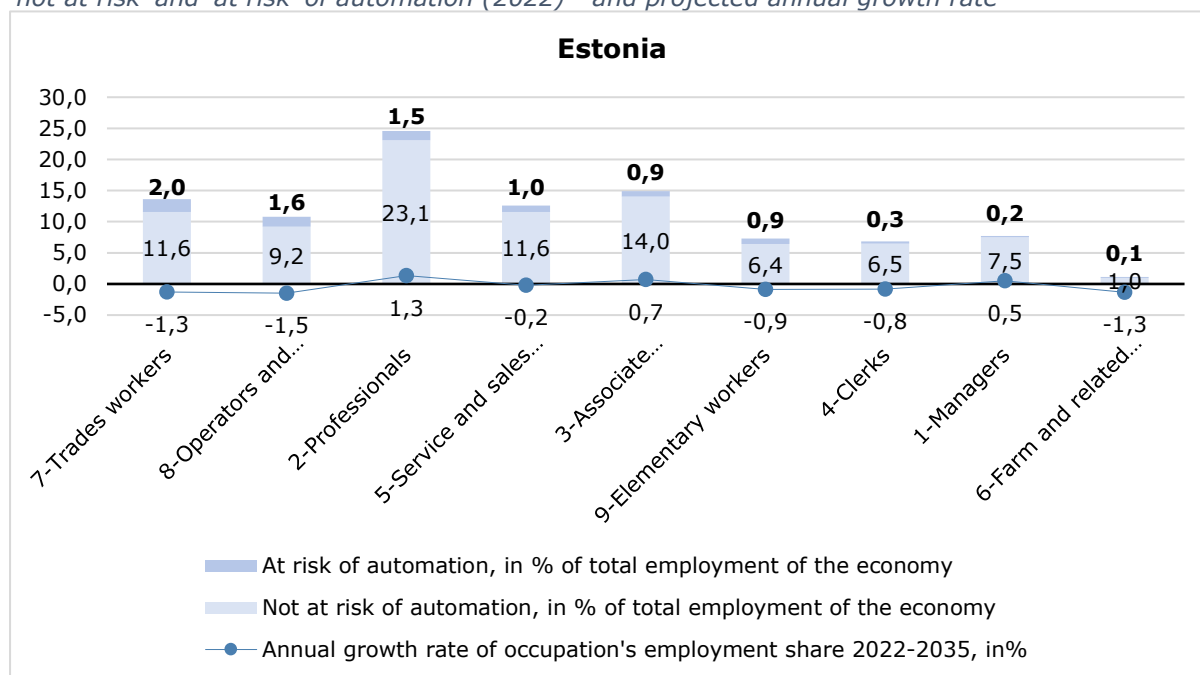 not at risk' and 'at risk' of automation (2022) and projected annual growth rate
Estonia
30,0
25,0
20,0
15,0
10,0
5,0
0,0
-5,0
2,0 1,6 1,5 1,0 0,9 0,9 0,3 0,2 0,1
11,6 9,2 23,1 11,6 14,0 6,4 6,5 7,5 1,0
-1,3 -1,5 1,3 -0,2 0,7 -0,9 -0,8 0,5 -1,3
7-Trades workers
8-Operators and...
2-Professionals
5-Service and sales...
3-Associate...
9-Elementary workers
4-Clerks
1-Managers
6-Farm and related...
At risk of automation, in % of total employment of the economy
Not at risk of automation, in % of total employment of the economy
Annual growth rate of occupation's employment share 2022-2035, in%